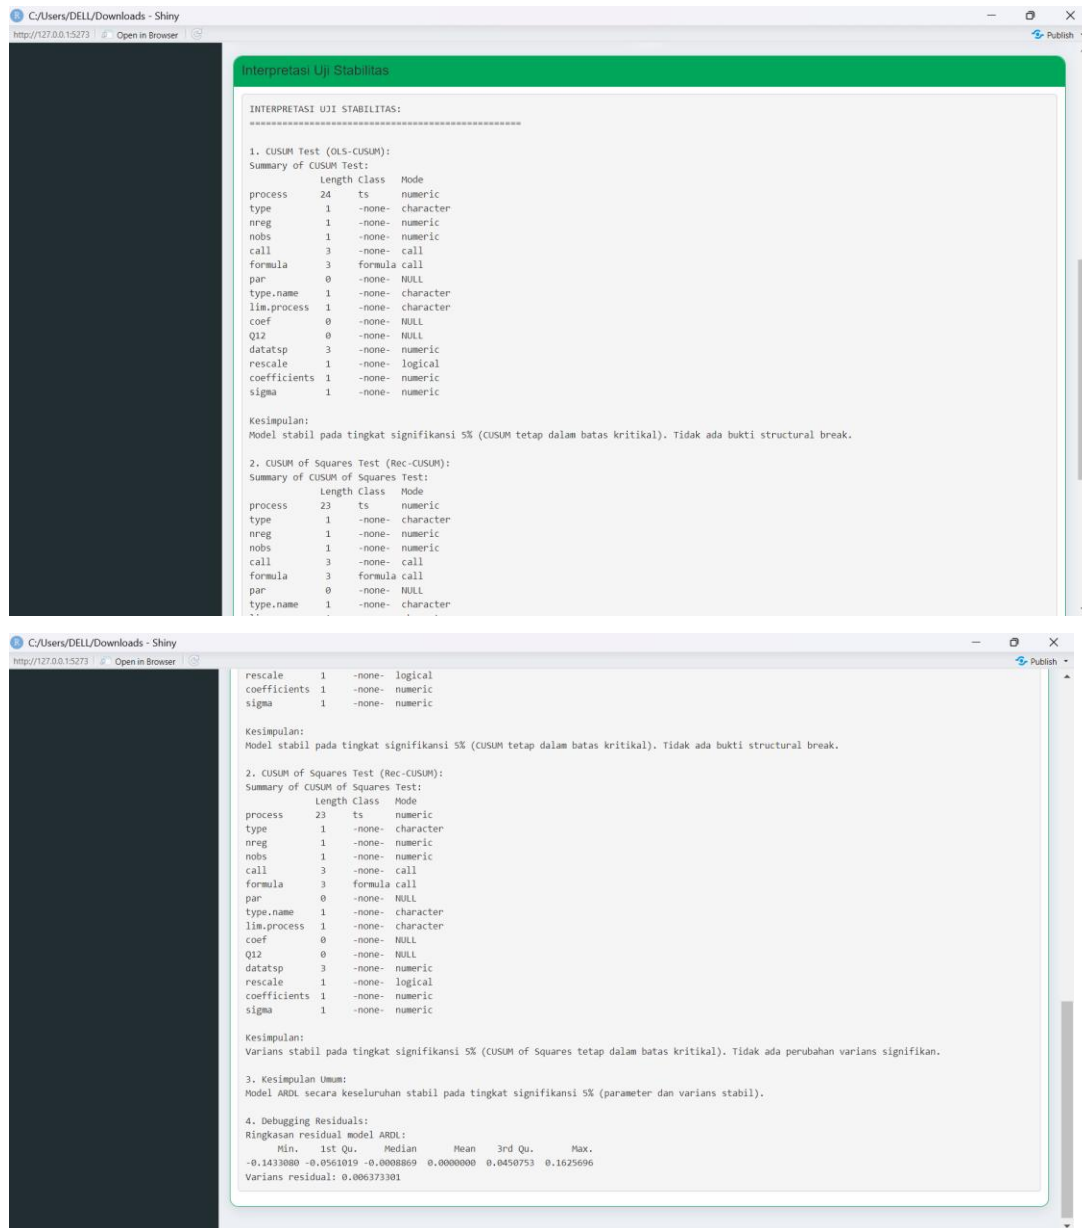 C:/Users/DELL/Downloads - Shiny
http://127.0.0.1:5273 Open in Browser Publish
Interpretasi Uji Stabilitas
INTERPRETASI UJI STABILITAS:
==================================================
1. CUSUM Test (OLS-CUSUM):
Summary of CUSUM Test:
Length Class Mode
process 24 ts numeric
type 1 -none- character
nreg 1 -none- numeric
nobs 1 -none- numeric
call 3 -none- call
formula 3 formula call
par 0 -none- NULL
type.name 1 -none- character
lim.process 1 -none- character
coef 0 -none- NULL
Q12 0 -none- NULL
datatsp 3 -none- numeric
rescale 1 -none- logical
coefficients 1 -none- numeric
sigma 1 -none- numeric
Kesimpulan:
Model stabil pada tingkat signifikansi 5% (CUSUM tetap dalam batas kritikal). Tidak ada bukti structural break.
2. CUSUM of Squares Test (Rec-CUSUM):
Summary of CUSUM of Squares Test:
Length Class Mode
process 23 ts numeric
type 1 -none- character
nreg 1 -none- numeric
nobs 1 -none- numeric
call 3 -none- call
formula 3 formula call
par 0 -none- NULL
type.name 1 -none- character
C:/Users/DELL/Downloads - Shiny
http://127.0.0.1:5273 Open in Browser Publish
rescale 1 -none- logical
coefficients 1 -none- numeric
sigma 1 -none- numeric
Kesimpulan:
Model stabil pada tingkat signifikansi 5% (CUSUM tetap dalam batas kritikal). Tidak ada bukti structural break.
2. CUSUM of Squares Test (Rec-CUSUM):
Summary of CUSUM of Squares Test:
Length Class Mode
process 23 ts numeric
type 1 -none- character
nreg 1 -none- numeric
nobs 1 -none- numeric
call 3 -none- call
formula 3 formula call
par 0 -none- NULL
type.name 1 -none- character
lim.process 1 -none- character
coef 0 -none- NULL
Q12 0 -none- NULL
datatsp 3 -none- numeric
rescale 1 -none- logical
coefficients 1 -none- numeric
sigma 1 -none- numeric
Kesimpulan:
Varians stabil pada tingkat signifikansi 5% (CUSUM of Squares tetap dalam batas kritikal). Tidak ada perubahan varians signifikan.
3. Kesimpulan Umum:
Model ARDL secara keseluruhan stabil pada tingkat signifikansi 5% (parameter dan varians stabil).
4. Debugging Residuals:
Ringkasan residual model ARDL:
Min. 1st Qu. Median Mean 3rd Qu. Max.
-0.1433080 -0.0561019 -0.0008869 0.0000000 0.0450753 0.1625696
Varians residual: 0.006373301